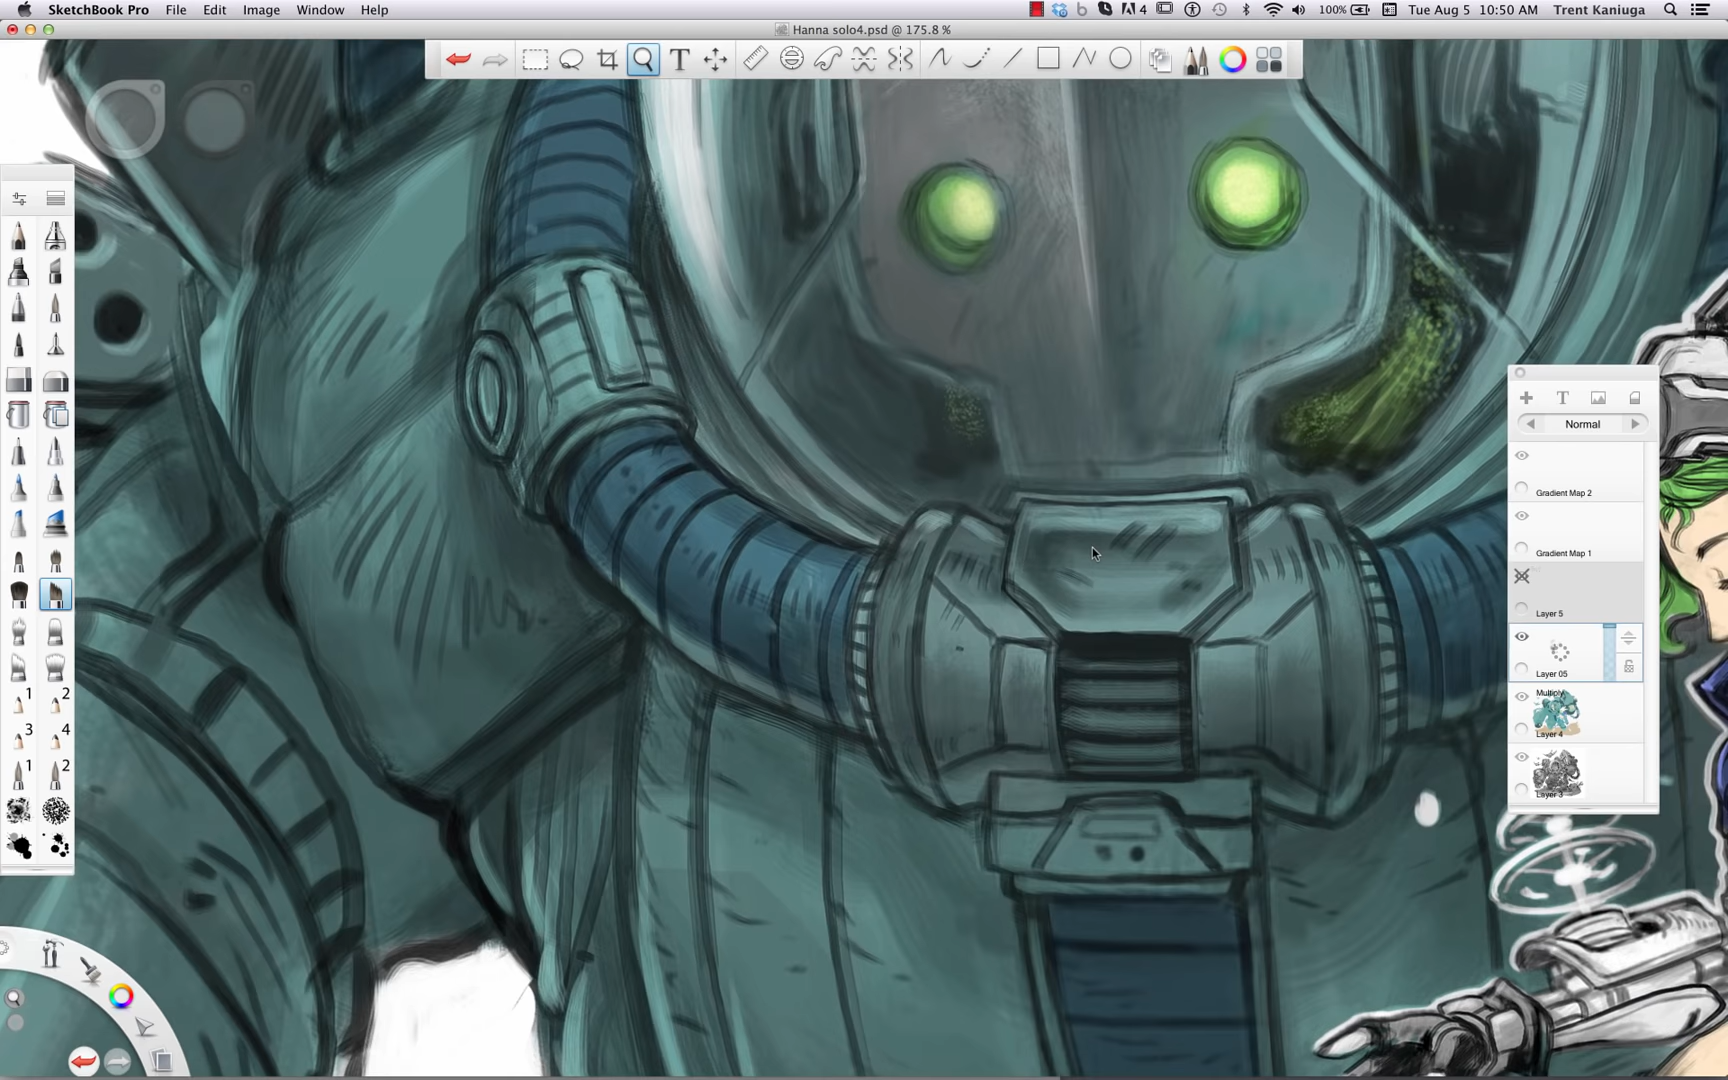 SketchBook Pro File Edit Image Window Help 4 100% Tue Aug 5 10:50 AM Trent Kaniuga
Hanna solo4.psd @ 175.8 %
T
T
Normal
Gradient Map 2
Gradient Map 1
Layer 5
Layer 05
Multiply
Layer 4
Layer 3
1 2
3 4
1 2